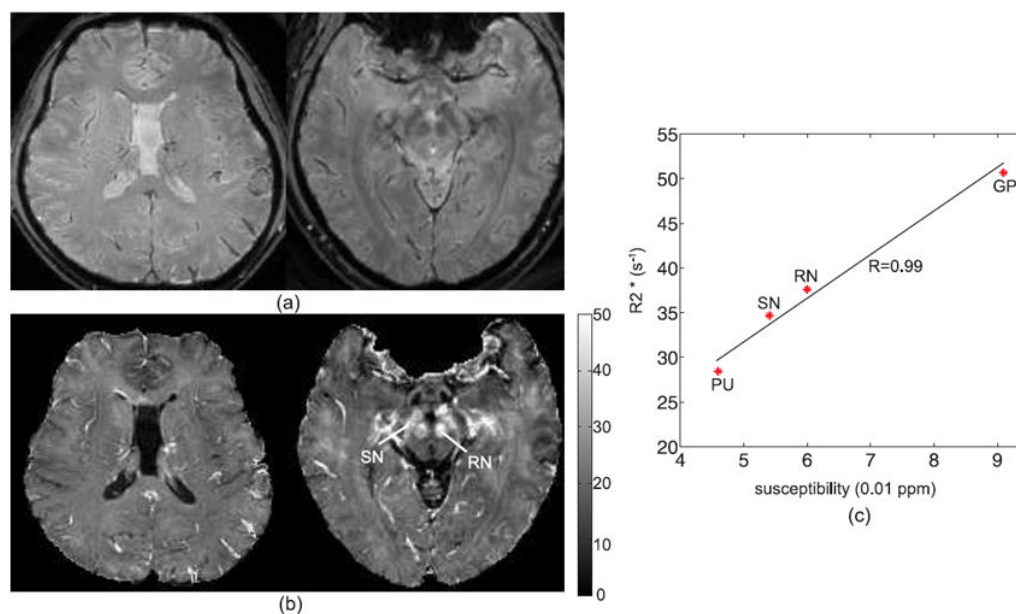 (a)
50
40
30
20
10
0
SN
RN
(b)
55
50
45
40
35
30
25
20
R2 * (s⁻¹)
GP
R=0.99
RN
SN
PU
4 5 6 7 8 9
susceptibility (0.01 ppm)
(c)